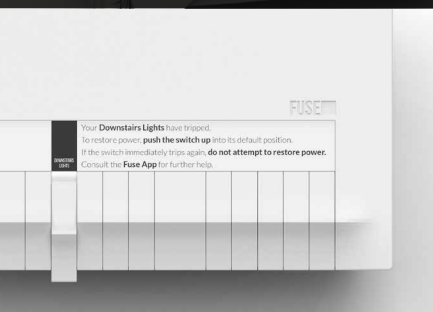 FUSE
Your Downstairs Lights have tripped.
To restore power, push the switch up into its default position.
If the switch immediately trips again, do not attempt to restore power.
Consult the Fuse App for further help.
DOWNSTAIRS
LIGHTS